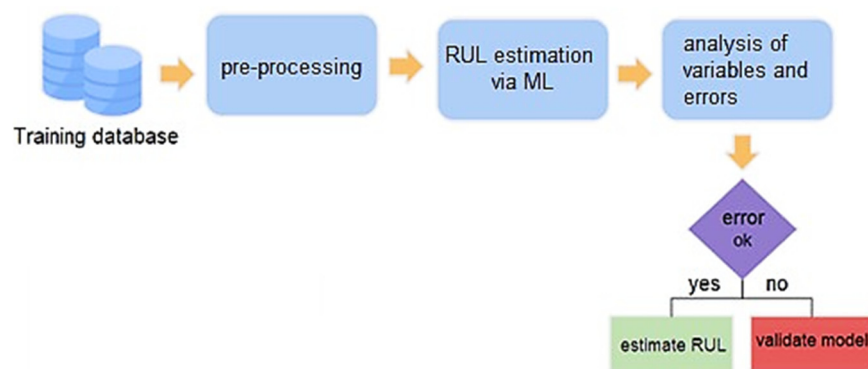 Training database
pre-processing
RUL estimation
via ML
analysis of
variables and
errors
error
ok
yes
no
estimate RUL
validate model